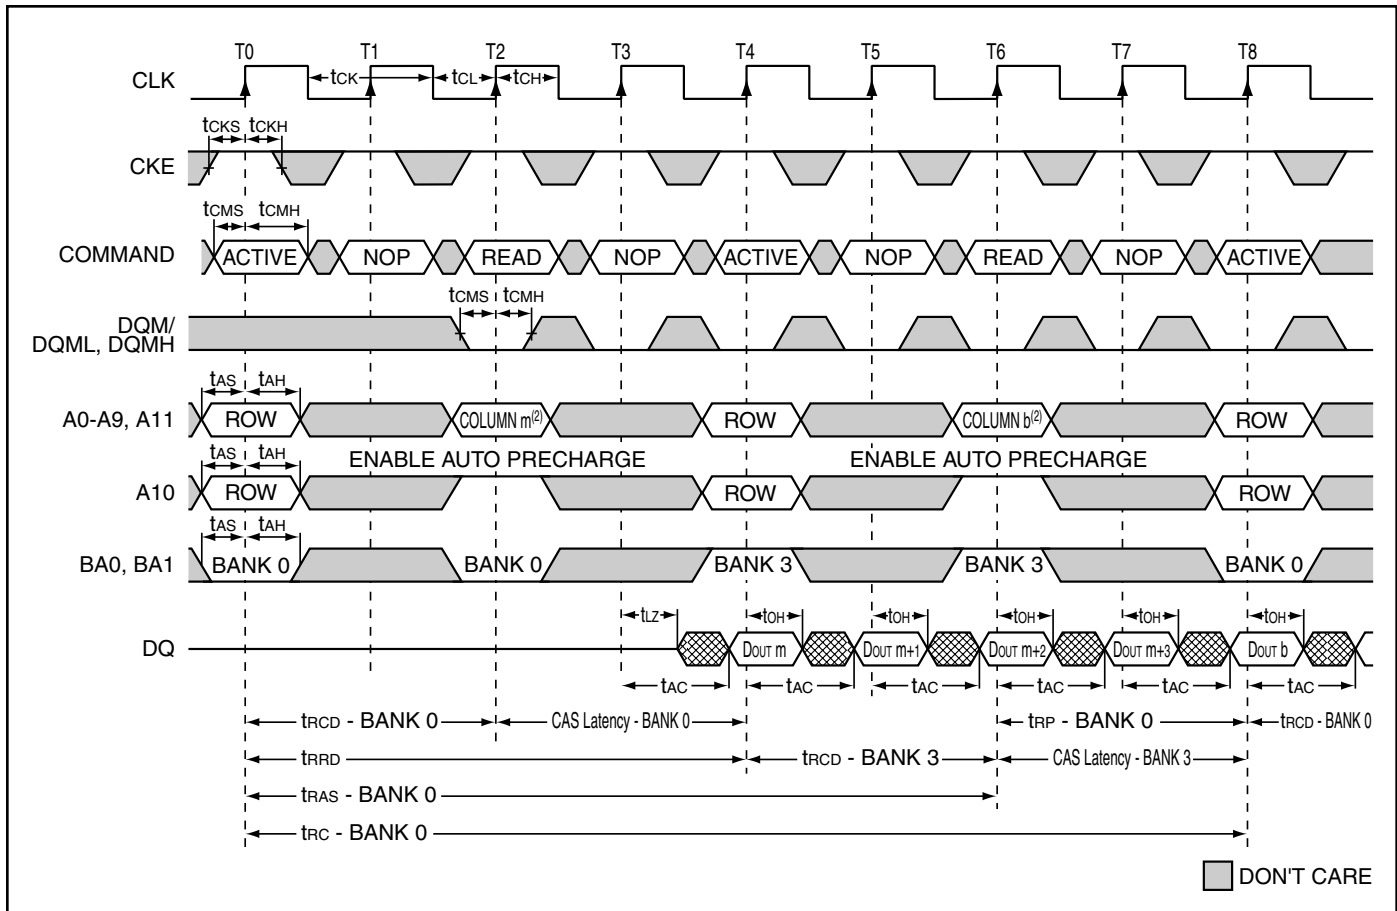 T0 T1 T2 T3 T4 T5 T6 T7 T8
CLK tCK tCL tCH
tCKS tCKH
CKE
tCMS tCMH
COMMAND ACTIVE NOP READ NOP ACTIVE NOP READ NOP ACTIVE
tCMS tCMH
DQM/
DQML, DQMH
tAS tAH
A0-A9, A11 ROW COLUMN m(2) ROW COLUMN b(2) ROW
tAS tAH ENABLE AUTO PRECHARGE ENABLE AUTO PRECHARGE
A10 ROW ROW ROW
tAS tAH
BA0, BA1 BANK 0 BANK 0 BANK 3 BANK 3 BANK 0
tLZ tOH tOH tOH tOH tOH
DQ DOUT m DOUT m+1 DOUT m+2 DOUT m+3 DOUT b
tAC tAC tAC tAC tAC tAC
tRCD - BANK 0 CAS Latency - BANK 0 tRP - BANK 0 tRCD - BANK 0
tRRD tRCD - BANK 3 CAS Latency - BANK 3
tRAS - BANK 0
tRC - BANK 0
DON'T CARE